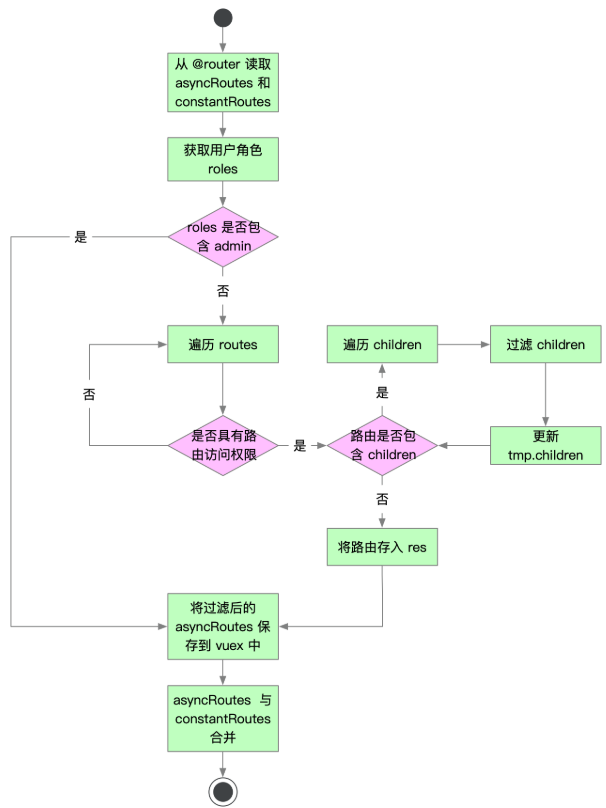 从 @router 读取
asyncRoutes 和
constantRoutes
获取用户角色
roles
roles 是否包
含 admin
是
否
遍历 routes
遍历 children
过滤 children
否
是
是否具有路
由访问权限
是
路由是否包
含 children
更新
tmp.children
否
将路由存入 res
将过滤后的
asyncRoutes 保
存到 vuex 中
asyncRoutes 与
constantRoutes
合并